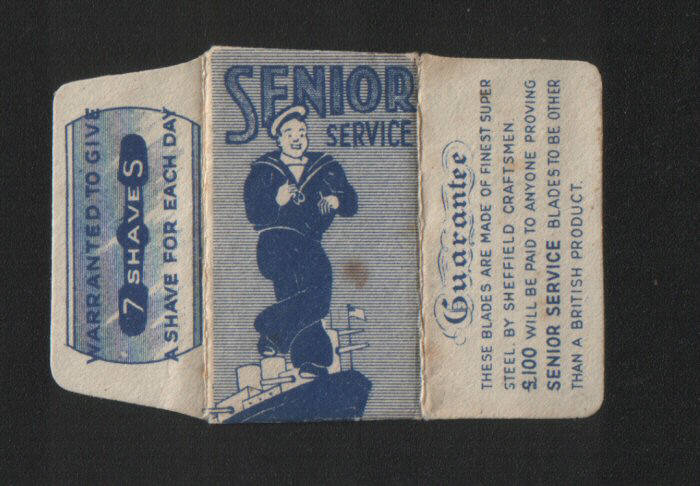 WARRANTED TO GIVE
7 SHAVES
A SHAVE FOR EACH DAY
SENIOR
SERVICE
Guarantee
THESE BLADES ARE MADE OF FINEST SUPER
STEEL, BY SHEFFIELD CRAFTSMEN
£100 WILL BE PAID TO ANYONE PROVING
SENIOR SERVICE BLADES TO BE OTHER
THAN A BRITISH PRODUCT.